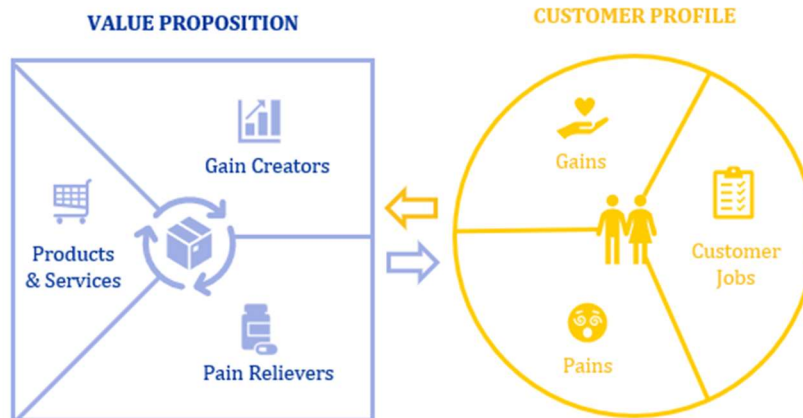 VALUE PROPOSITION
CUSTOMER PROFILE
Gain Creators
Products
& Services
Pain Relievers
Gains
Customer
Jobs
Pains